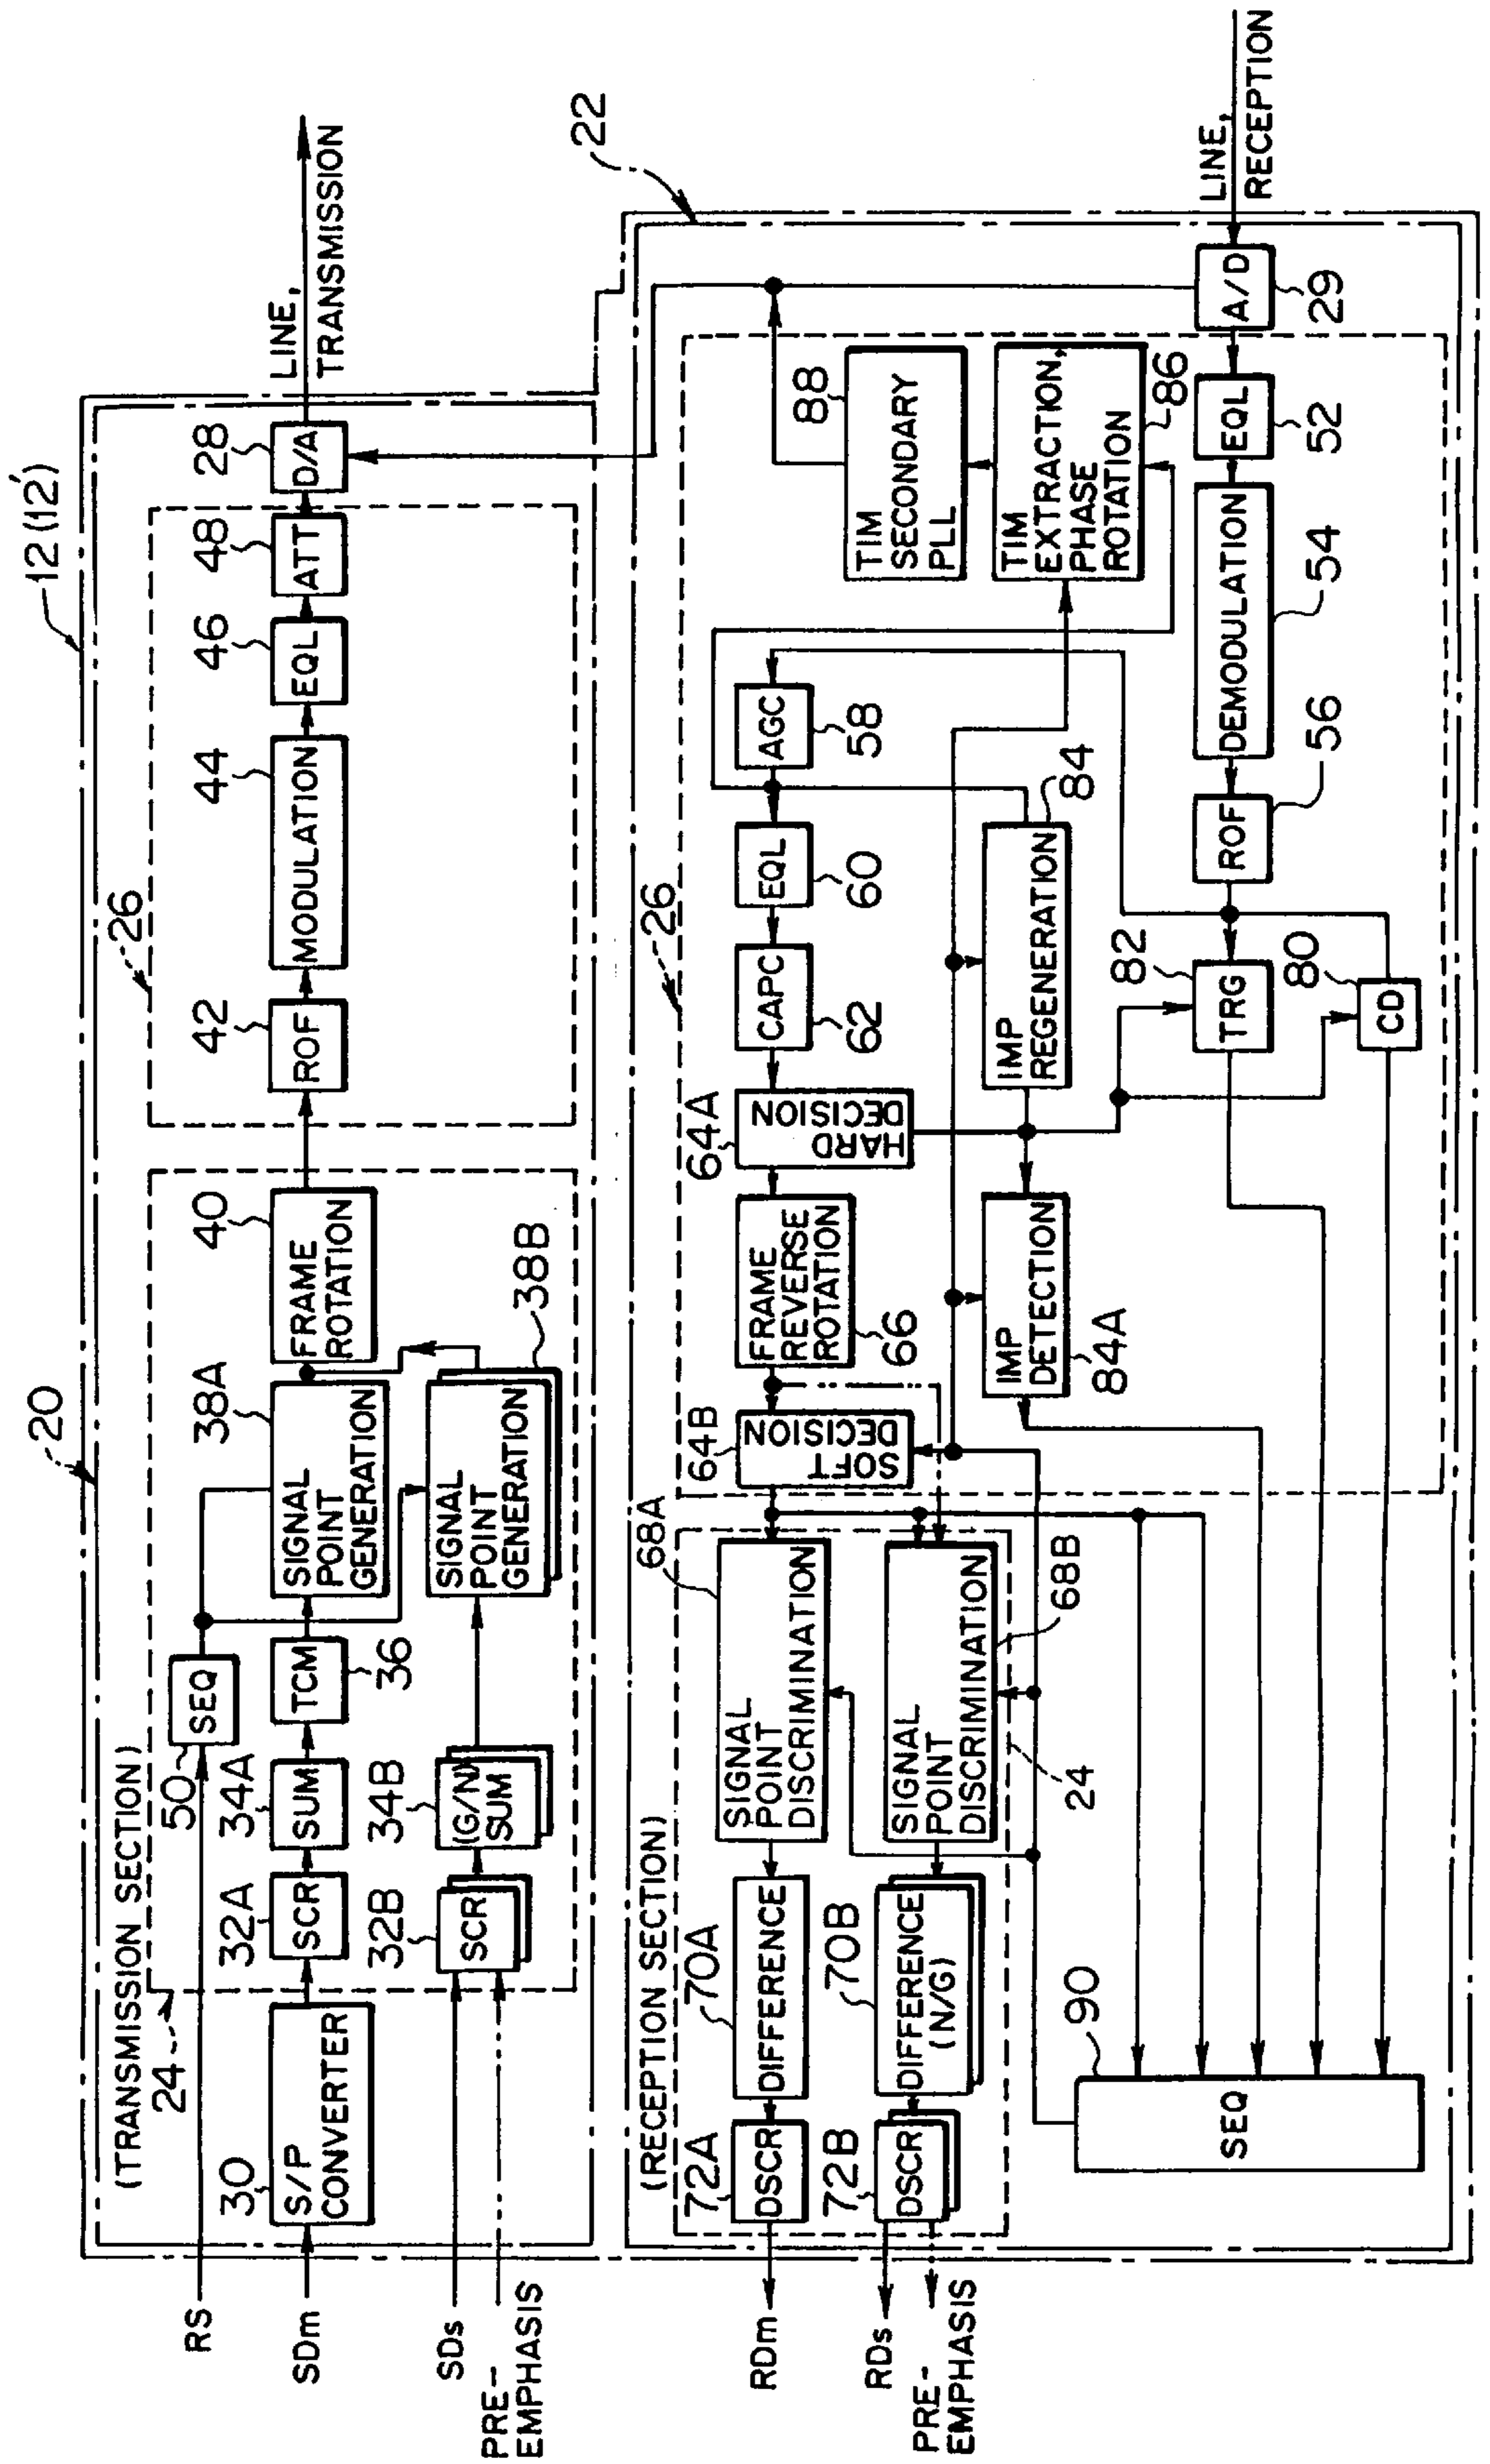 12 (12')
20
(TRANSMISSION SECTION)
24
26
RS
50
SEQ
SDm
30
S/P
CONVERTER
32A
SCR
34A
SUM
36
TCM
38A
SIGNAL
POINT
GENERATION
40
FRAME
ROTATION
42
ROF
44
MODULATION
46
EQL
48
ATT
28
D/A
LINE,
TRANSMISSION
SDs
PRE-
EMPHASIS
32B
SCR
34B
(G/N)
SUM
38B
SIGNAL
POINT
GENERATION
22
(RECEPTION SECTION)
26
RDm
72A
DSCR
70A
DIFFERENCE
68A
SIGNAL
POINT
DISCRIMINATION
64B
SOFT
DECISION
66
FRAME
REVERSE
ROTATION
64A
HARD
DECISION
62
CAPC
60
EQL
58
AGC
88
TIM
SECONDARY
PLL
RDs
PRE-
EMPHASIS
72B
DSCR
70B
DIFFERENCE
(N/G)
68B
SIGNAL
POINT
DISCRIMINATION
24
84A
IMP
DETECTION
84
IMP
REGENERATION
86
TIM
EXTRACTION,
PHASE
ROTATION
90
SEQ
82
TRG
80
CD
56
ROF
54
DEMODULATION
52
EQL
29
A/D
LINE,
RECEPTION